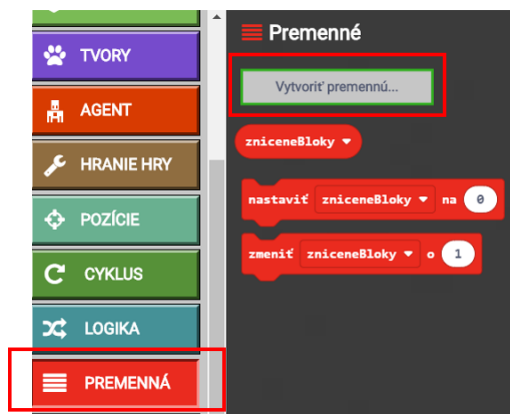 TVORY
AGENT
HRANIE HRY
POZÍCIE
CYKLUS
LOGIKA
PREMENNÁ
Premenné
Vytvoriť premennú...
zniceneBloky
nastaviť zniceneBloky na 0
zmeniť zniceneBloky o 1